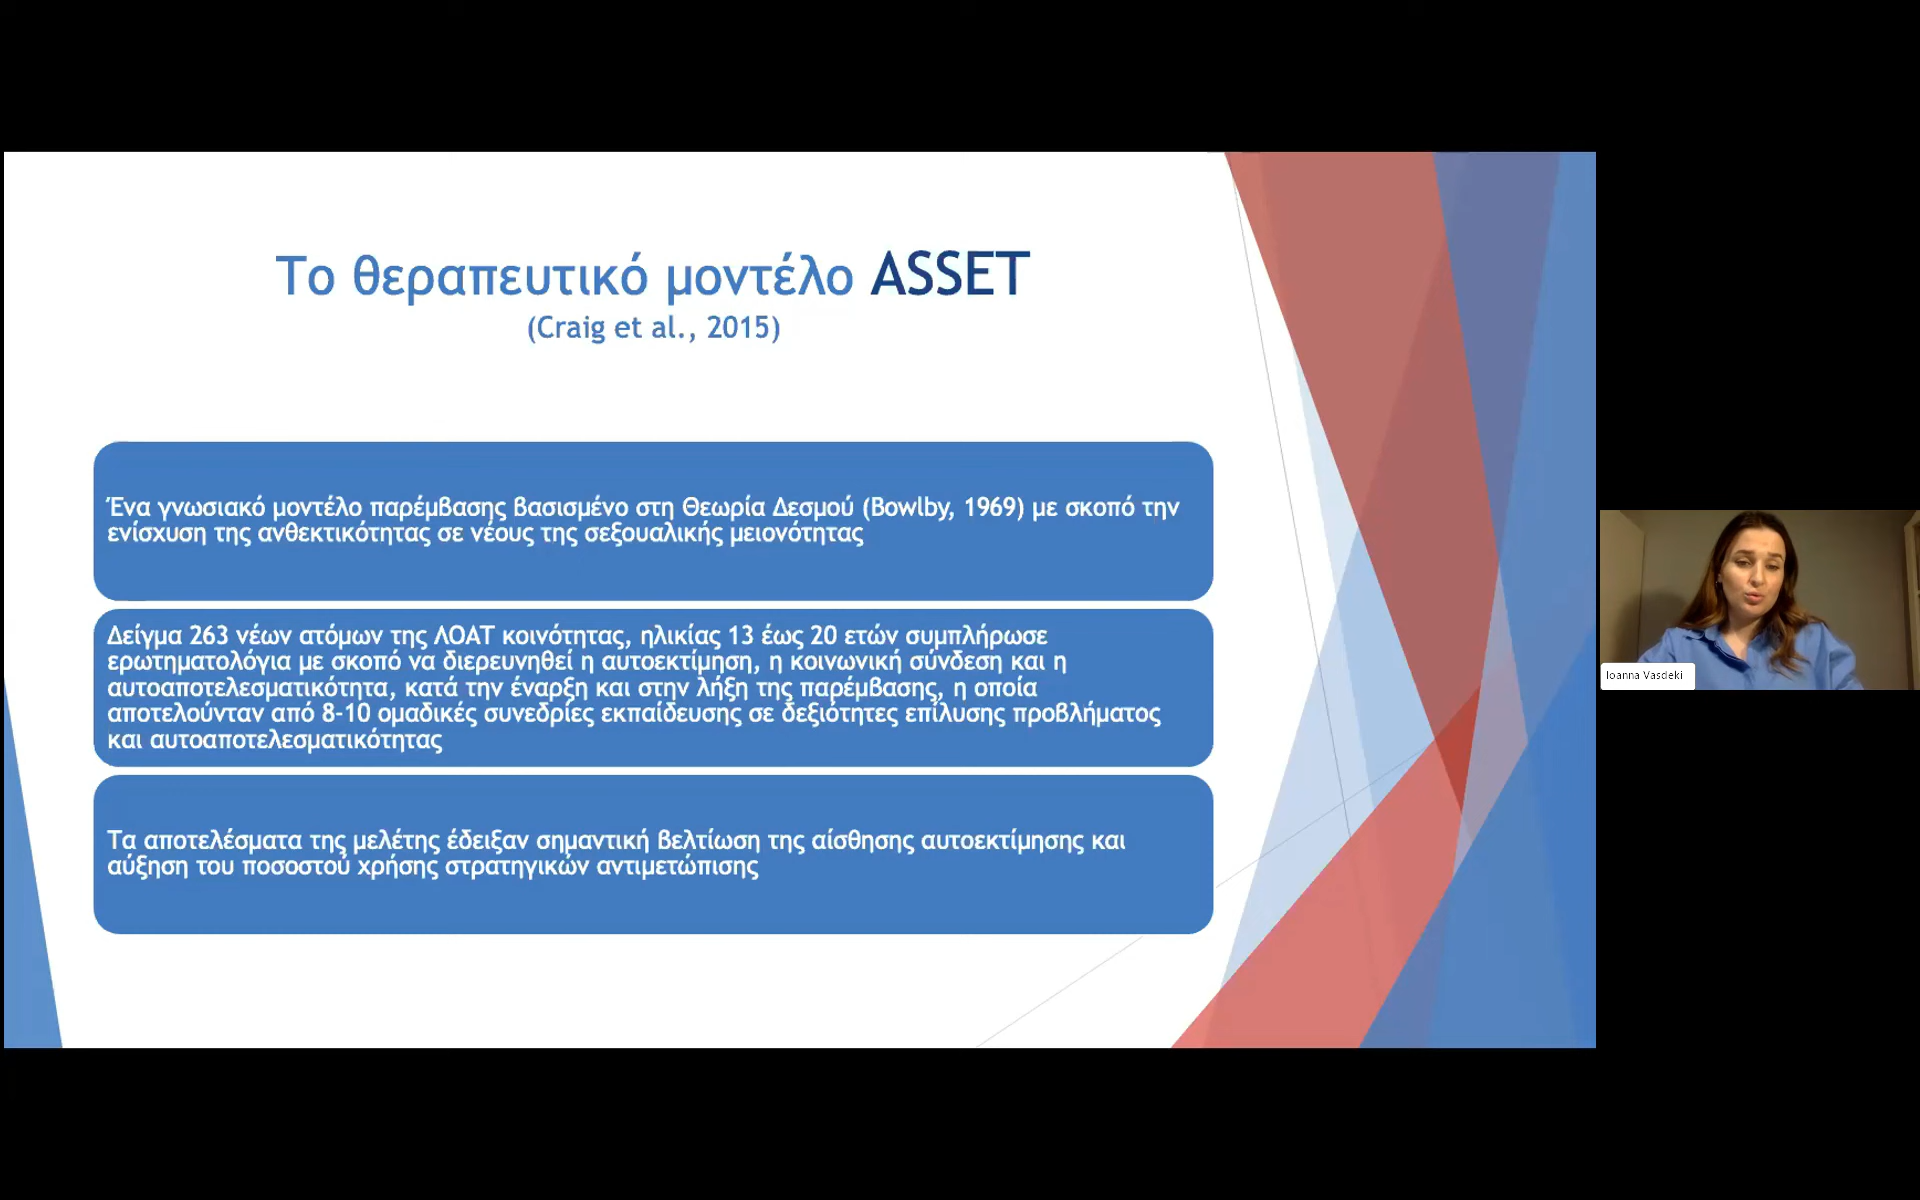 Το θεραπευτικό μοντέλο ASSET
(Craig et al., 2015)
Ένα γνωσιακό μοντέλο παρέμβασης βασισμένο στη Θεωρία Δεσμού (Bowlby, 1969) με σκοπό την
ενίσχυση της ανθεκτικότητας σε νέους της σεξουαλικής μειονότητας
Δείγμα 263 νέων ατόμων της ΛΟΑΤ κοινότητας, ηλικίας 13 έως 20 ετών συμπλήρωσε
ερωτηματολόγια με σκοπό να διερευνηθεί η αυτοεκτίμηση, η κοινωνική σύνδεση και η
αυτοαποτελεσματικότητα, κατά την έναρξη και στην λήξη της παρέμβασης, η οποία
αποτελούνταν από 8-10 ομαδικές συνεδρίες εκπαίδευσης σε δεξιότητες επίλυσης προβλήματος
και αυτοαποτελεσματικότητας
Τα αποτελέσματα της μελέτης έδειξαν σημαντική βελτίωση της αίσθησης αυτοεκτίμησης και
αύξηση του ποσοστού χρήσης στρατηγικών αντιμετώπισης
Ioanna Vasdeki